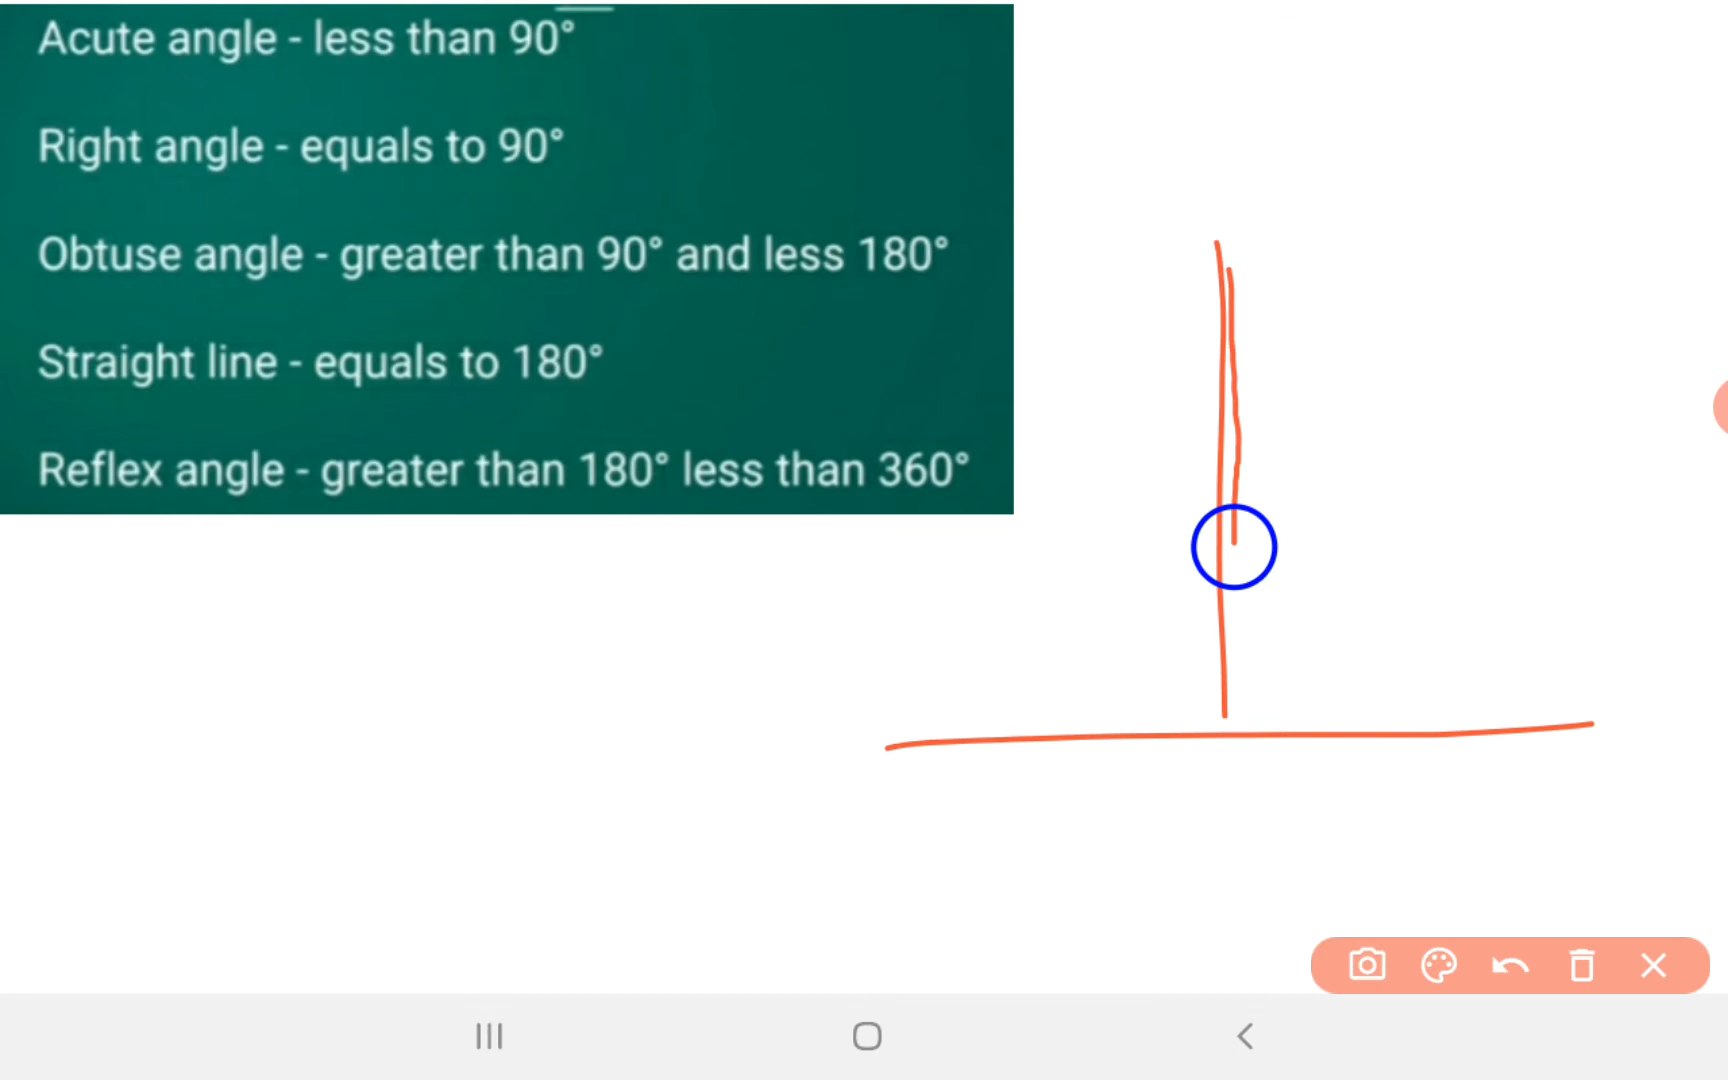 Acute angle - less than 90°
Right angle - equals to 90°
Obtuse angle - greater than 90° and less 180°
Straight line - equals to 180°
Reflex angle - greater than 180° less than 360°